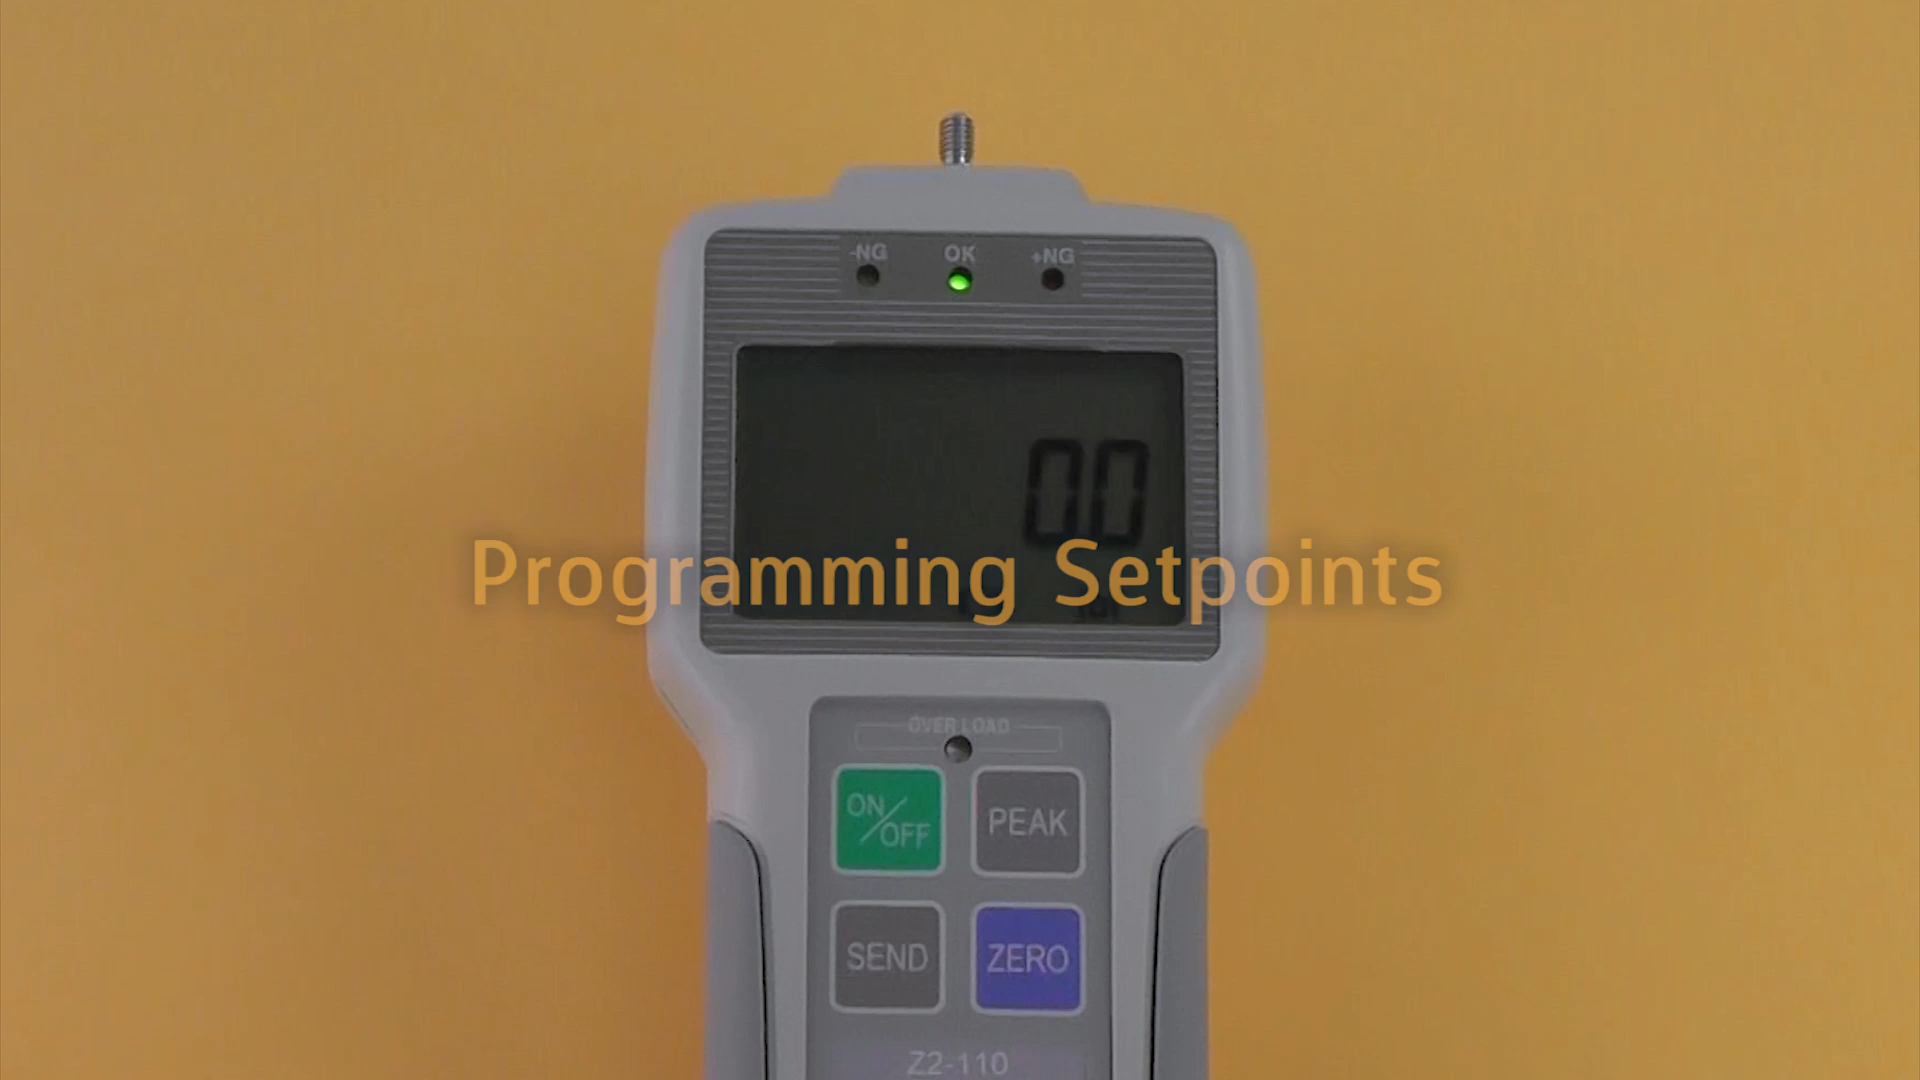 -NG OK +NG
0.0
Programming Setpoints
OVER LOAD
ON/OFF PEAK
SEND ZERO
Z2-110